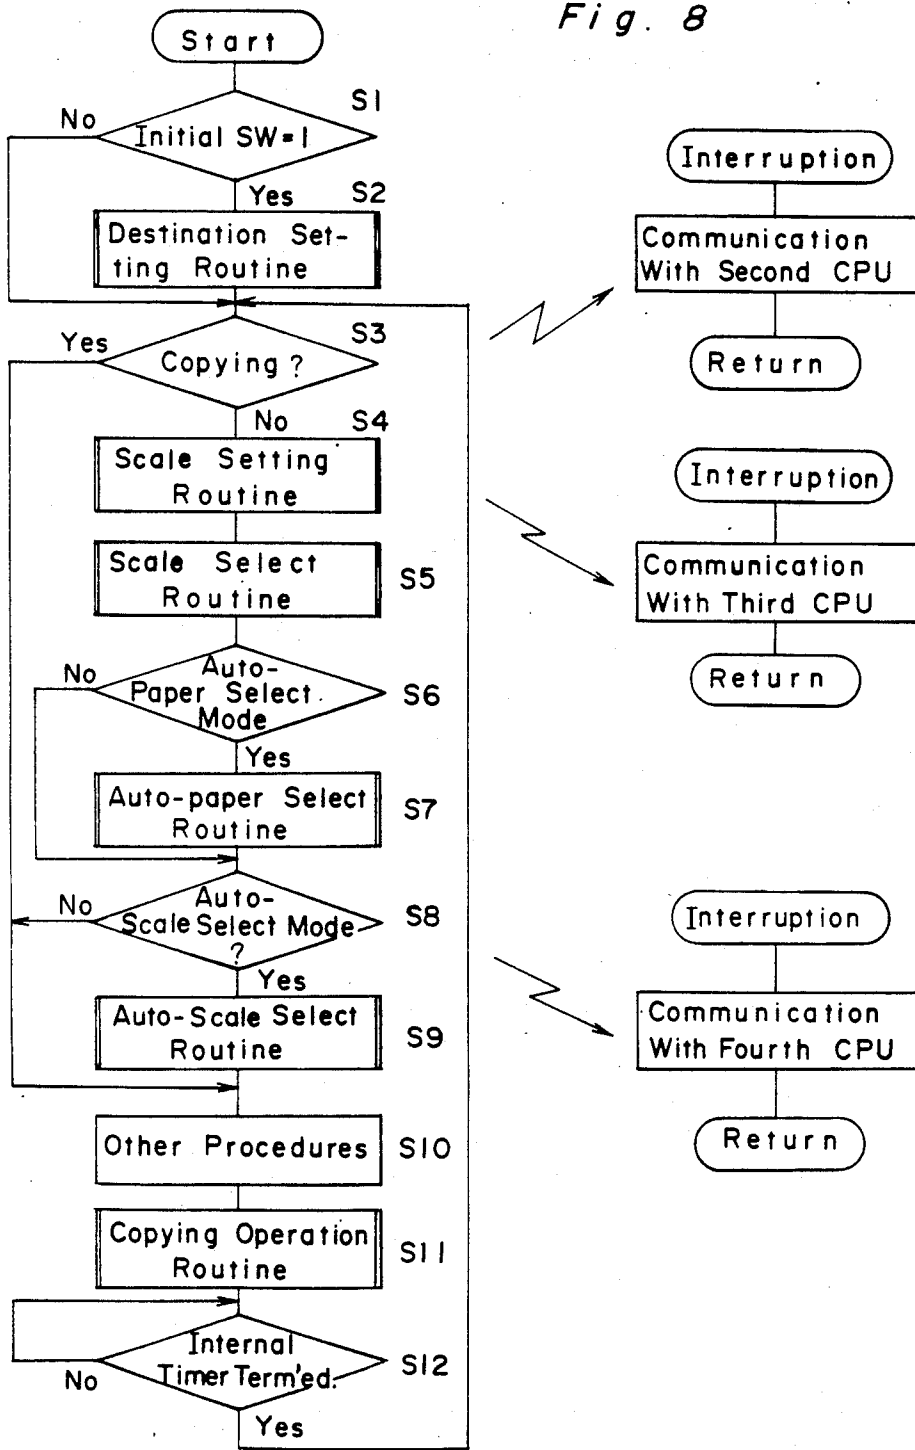 Fig. 8
Start
S1
No
Initial SW=1
Yes
S2
Destination Set-
ting Routine
S3
Yes
Copying ?
No
S4
Scale Setting
Routine
Scale Select
Routine
S5
No
Auto-
Paper Select
Mode
S6
Yes
Auto-paper Select
Routine
S7
No
Auto-
Scale Select Mode
?
S8
Yes
Auto-Scale Select
Routine
S9
Other Procedures
S10
Copying Operation
Routine
S11
Internal
Timer Term'ed.
S12
No
Yes
Interruption
Communication
With Second CPU
Return
Interruption
Communication
With Third CPU
Return
Interruption
Communication
With Fourth CPU
Return